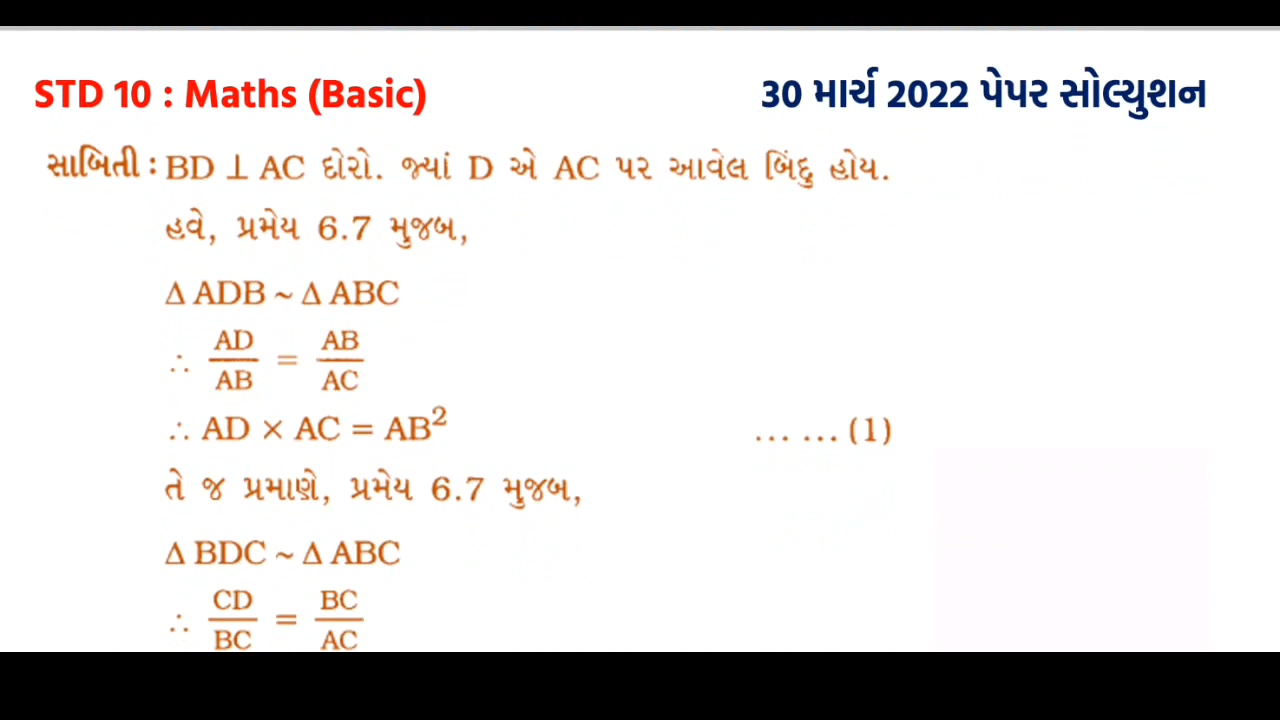 STD 10 : Maths (Basic)
30 માર્ચ 2022 પેપર સોલ્યુશન
સાબિતી : BD ⊥ AC દોરો. જ્યાં D એ AC પર આવેલ બિંદુ હોય.
હવે, પ્રમેય 6.7 મુજબ,
Δ ADB ~ Δ ABC
∴ AD/AB = AB/AC
∴ AD × AC = AB² ... ... (1)
તે જ પ્રમાણે, પ્રમેય 6.7 મુજબ,
Δ BDC ~ Δ ABC
∴ CD/BC = BC/AC